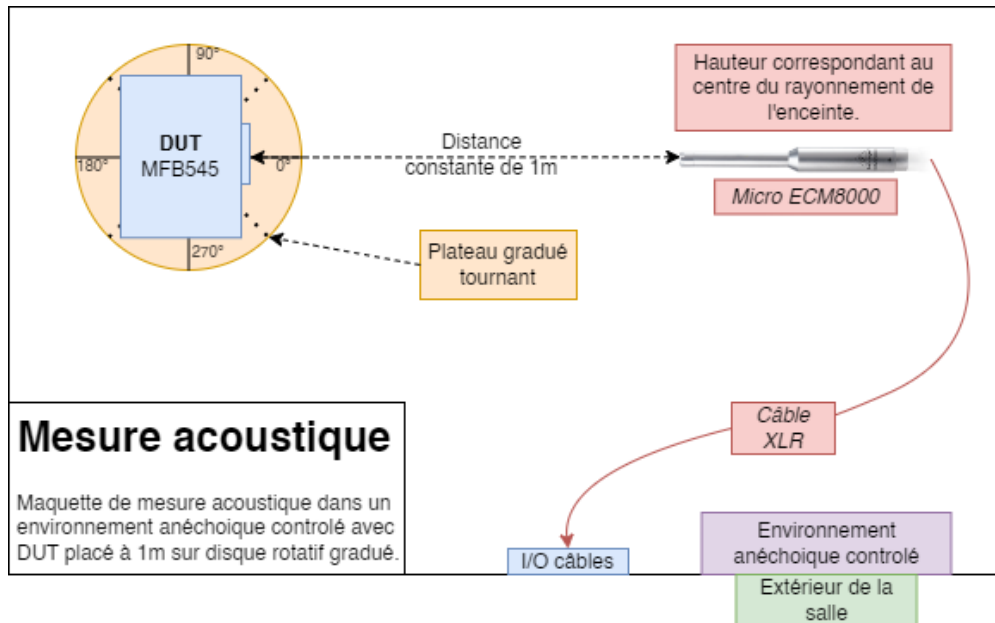 90°
Hauteur correspondant au
centre du rayonnement de
l'enceinte.
DUT
MFB545
180°
0°
Distance
constante de 1m
Micro ECM8000
270°
Plateau gradué
tournant
Câble
XLR
Mesure acoustique
Maquette de mesure acoustique dans un
environnement anéchoique controlé avec
DUT placé à 1m sur disque rotatif gradué.
I/O câbles
Environnement
anéchoique controlé
Extérieur de la
salle